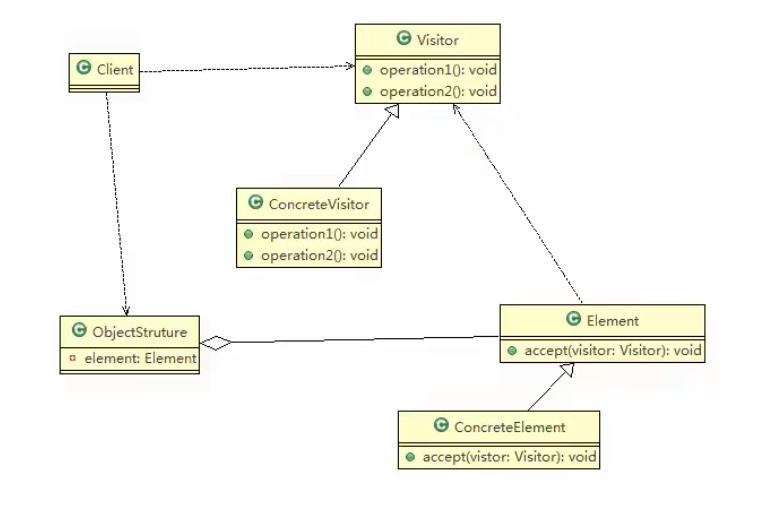 Visitor
operation1(): void
operation2(): void
Client
ConcreteVisitor
operation1(): void
operation2(): void
ObjectStruture
element: Element
Element
accept(visitor: Visitor): void
ConcreteElement
accept(vistor: Visitor): void